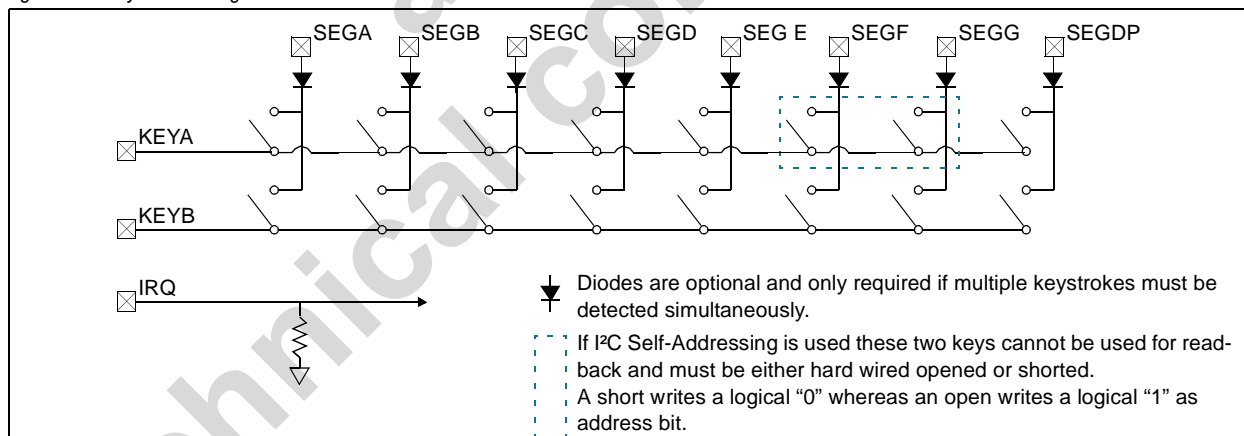 SEGA SEGB SEGC SEGD SEG E SEGF SEGG SEGDP
KEYA
KEYB
IRQ
Diodes are optional and only required if multiple keystrokes must be
detected simultaneously.
If I²C Self-Addressing is used these two keys cannot be used for read-
back and must be either hard wired opened or shorted.
A short writes a logical “0” whereas an open writes a logical “1” as
address bit.